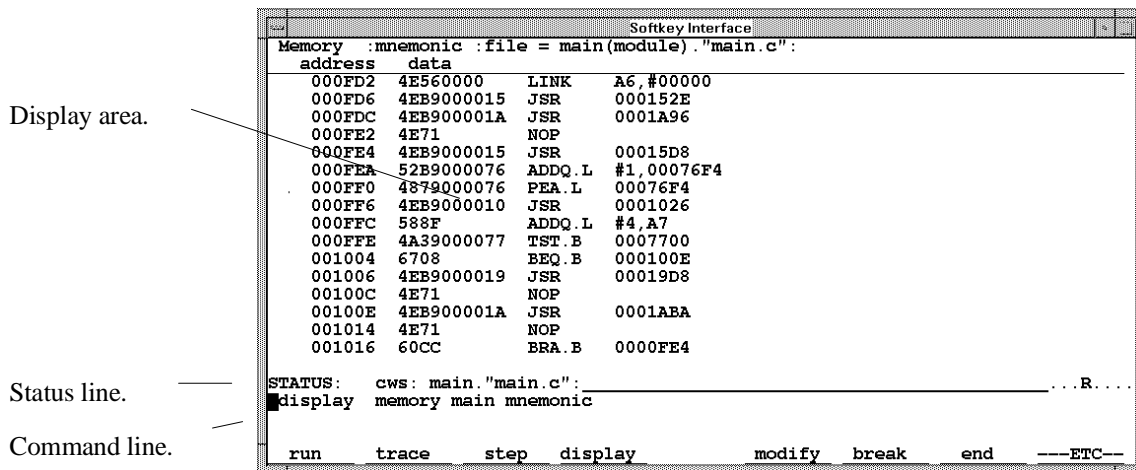 Softkey Interface
Memory :mnemonic :file = main(module)."main.c":
address data
000FD2 4E560000 LINK A6,#00000
000FD6 4EB9000015 JSR 000152E
000FDC 4EB900001A JSR 0001A96
000FE2 4E71 NOP
000FE4 4EB9000015 JSR 00015D8
000FEA 52B9000076 ADDQ.L #1,00076F4
000FF0 4879000076 PEA.L 00076F4
000FF6 4EB9000010 JSR 0001026
000FFC 588F ADDQ.L #4,A7
000FFE 4A39000077 TST.B 0007700
001004 6708 BEQ.B 000100E
001006 4EB9000019 JSR 00019D8
00100C 4E71 NOP
00100E 4EB900001A JSR 0001ABA
001014 4E71 NOP
001016 60CC BRA.B 0000FE4
Display area.
STATUS: cws: main."main.c":...R....
Status line.
display memory main mnemonic
Command line.
run trace step display modify break end ---ETC--